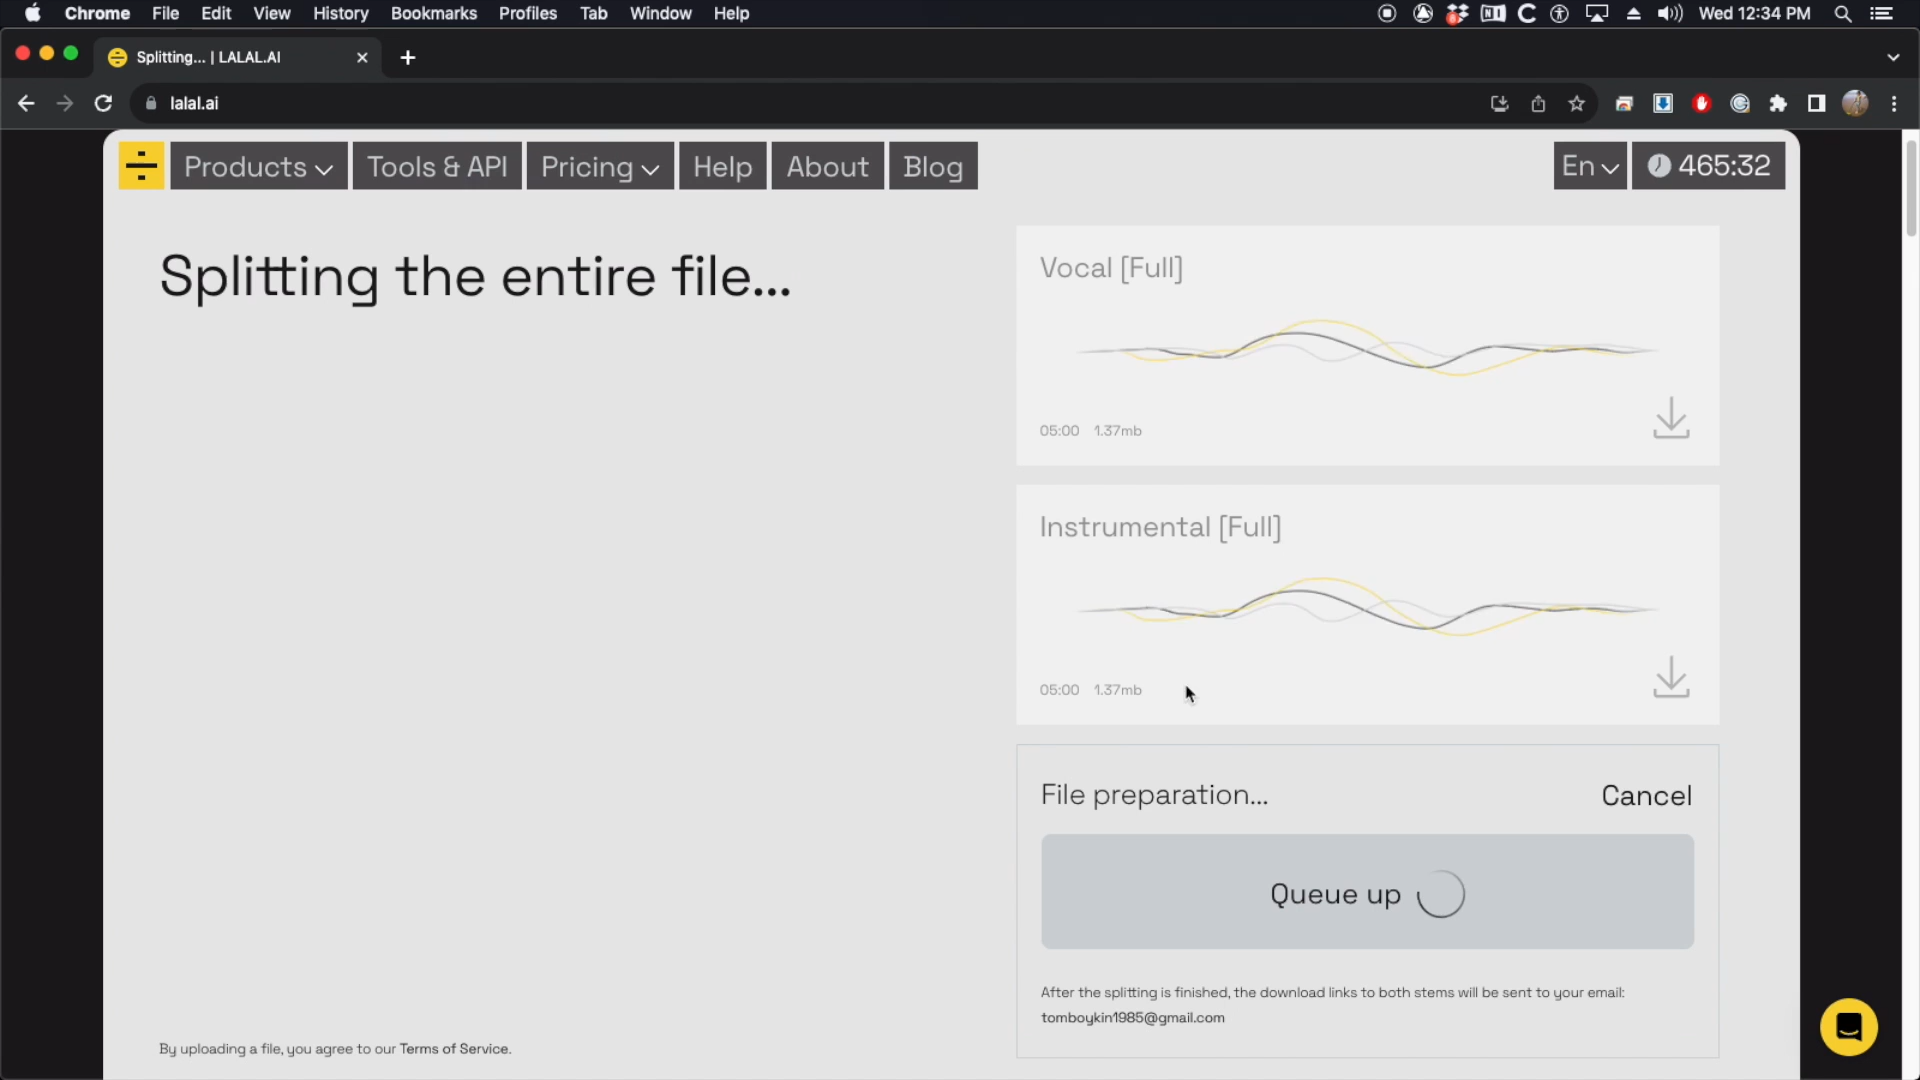 Chrome File Edit View History Bookmarks Profiles Tab Window Help Wed 12:34 PM
Splitting... | LALAL.AI
lalal.ai
Products Tools & API Pricing Help About Blog En 465:32
Splitting the entire file...
Vocal [Full]
05:00 1.37mb
Instrumental [Full]
05:00 1.37mb
File preparation... Cancel
Queue up
After the splitting is finished, the download links to both stems will be sent to your email:
tomboykin1985@gmail.com
By uploading a file, you agree to our Terms of Service.